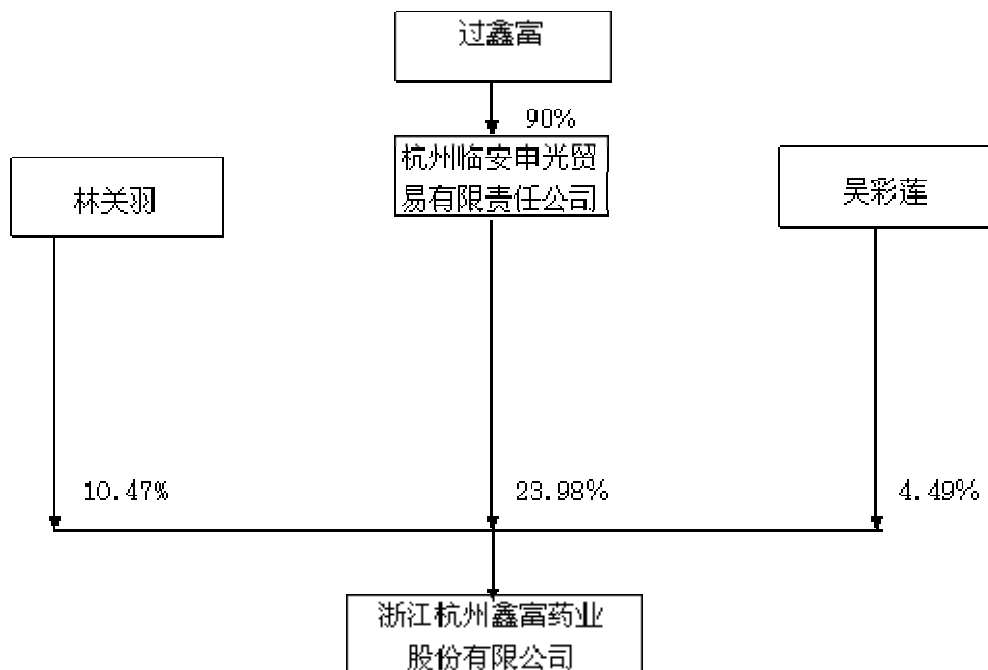 过鑫富
90%
杭州临安申光贸
易有限责任公司
林关羽
吴彩莲
10.47%
23.98%
4.49%
浙江杭州鑫富药业
股份有限公司